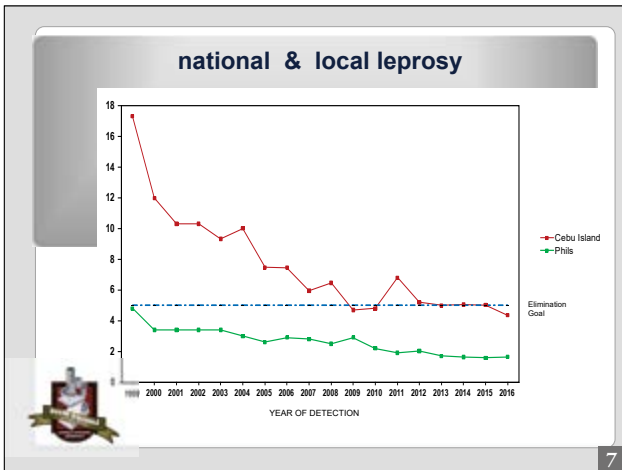 national & local leprosy
18
16
14
12
10
8
6
4
2
0
2000 2001 2002 2003 2004 2005 2006 2007 2008 2009 2010 2011 2012 2013 2014 2015 2016
YEAR OF DETECTION
Cebu Island
Phils
Elimination
Goal
7